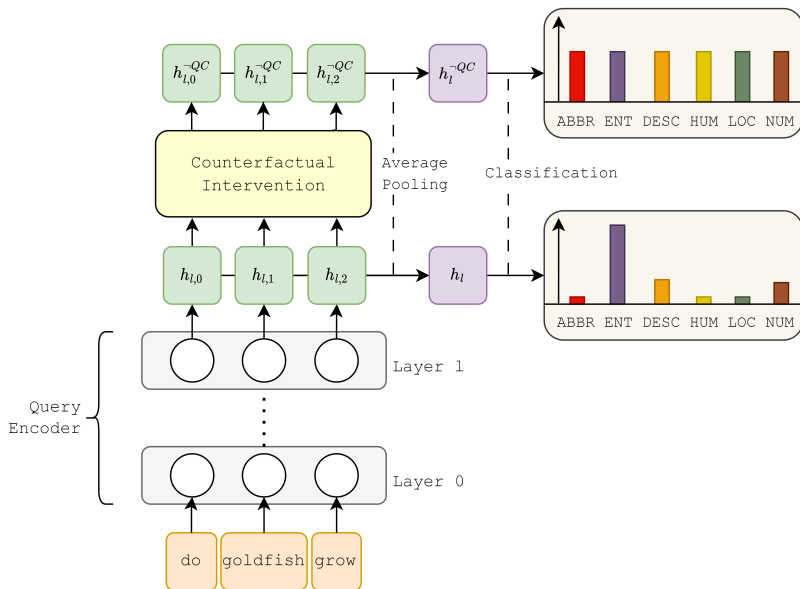 h_{l,0}^{¬QC} h_{l,1}^{¬QC} h_{l,2}^{¬QC} h_l^{¬QC}
ABBR ENT DESC HUM LOC NUM
Counterfactual
Intervention
Average
Pooling
Classification
h_{l,0} h_{l,1} h_{l,2} h_l
ABBR ENT DESC HUM LOC NUM
Layer l
Query
Encoder
Layer 0
do goldfish grow